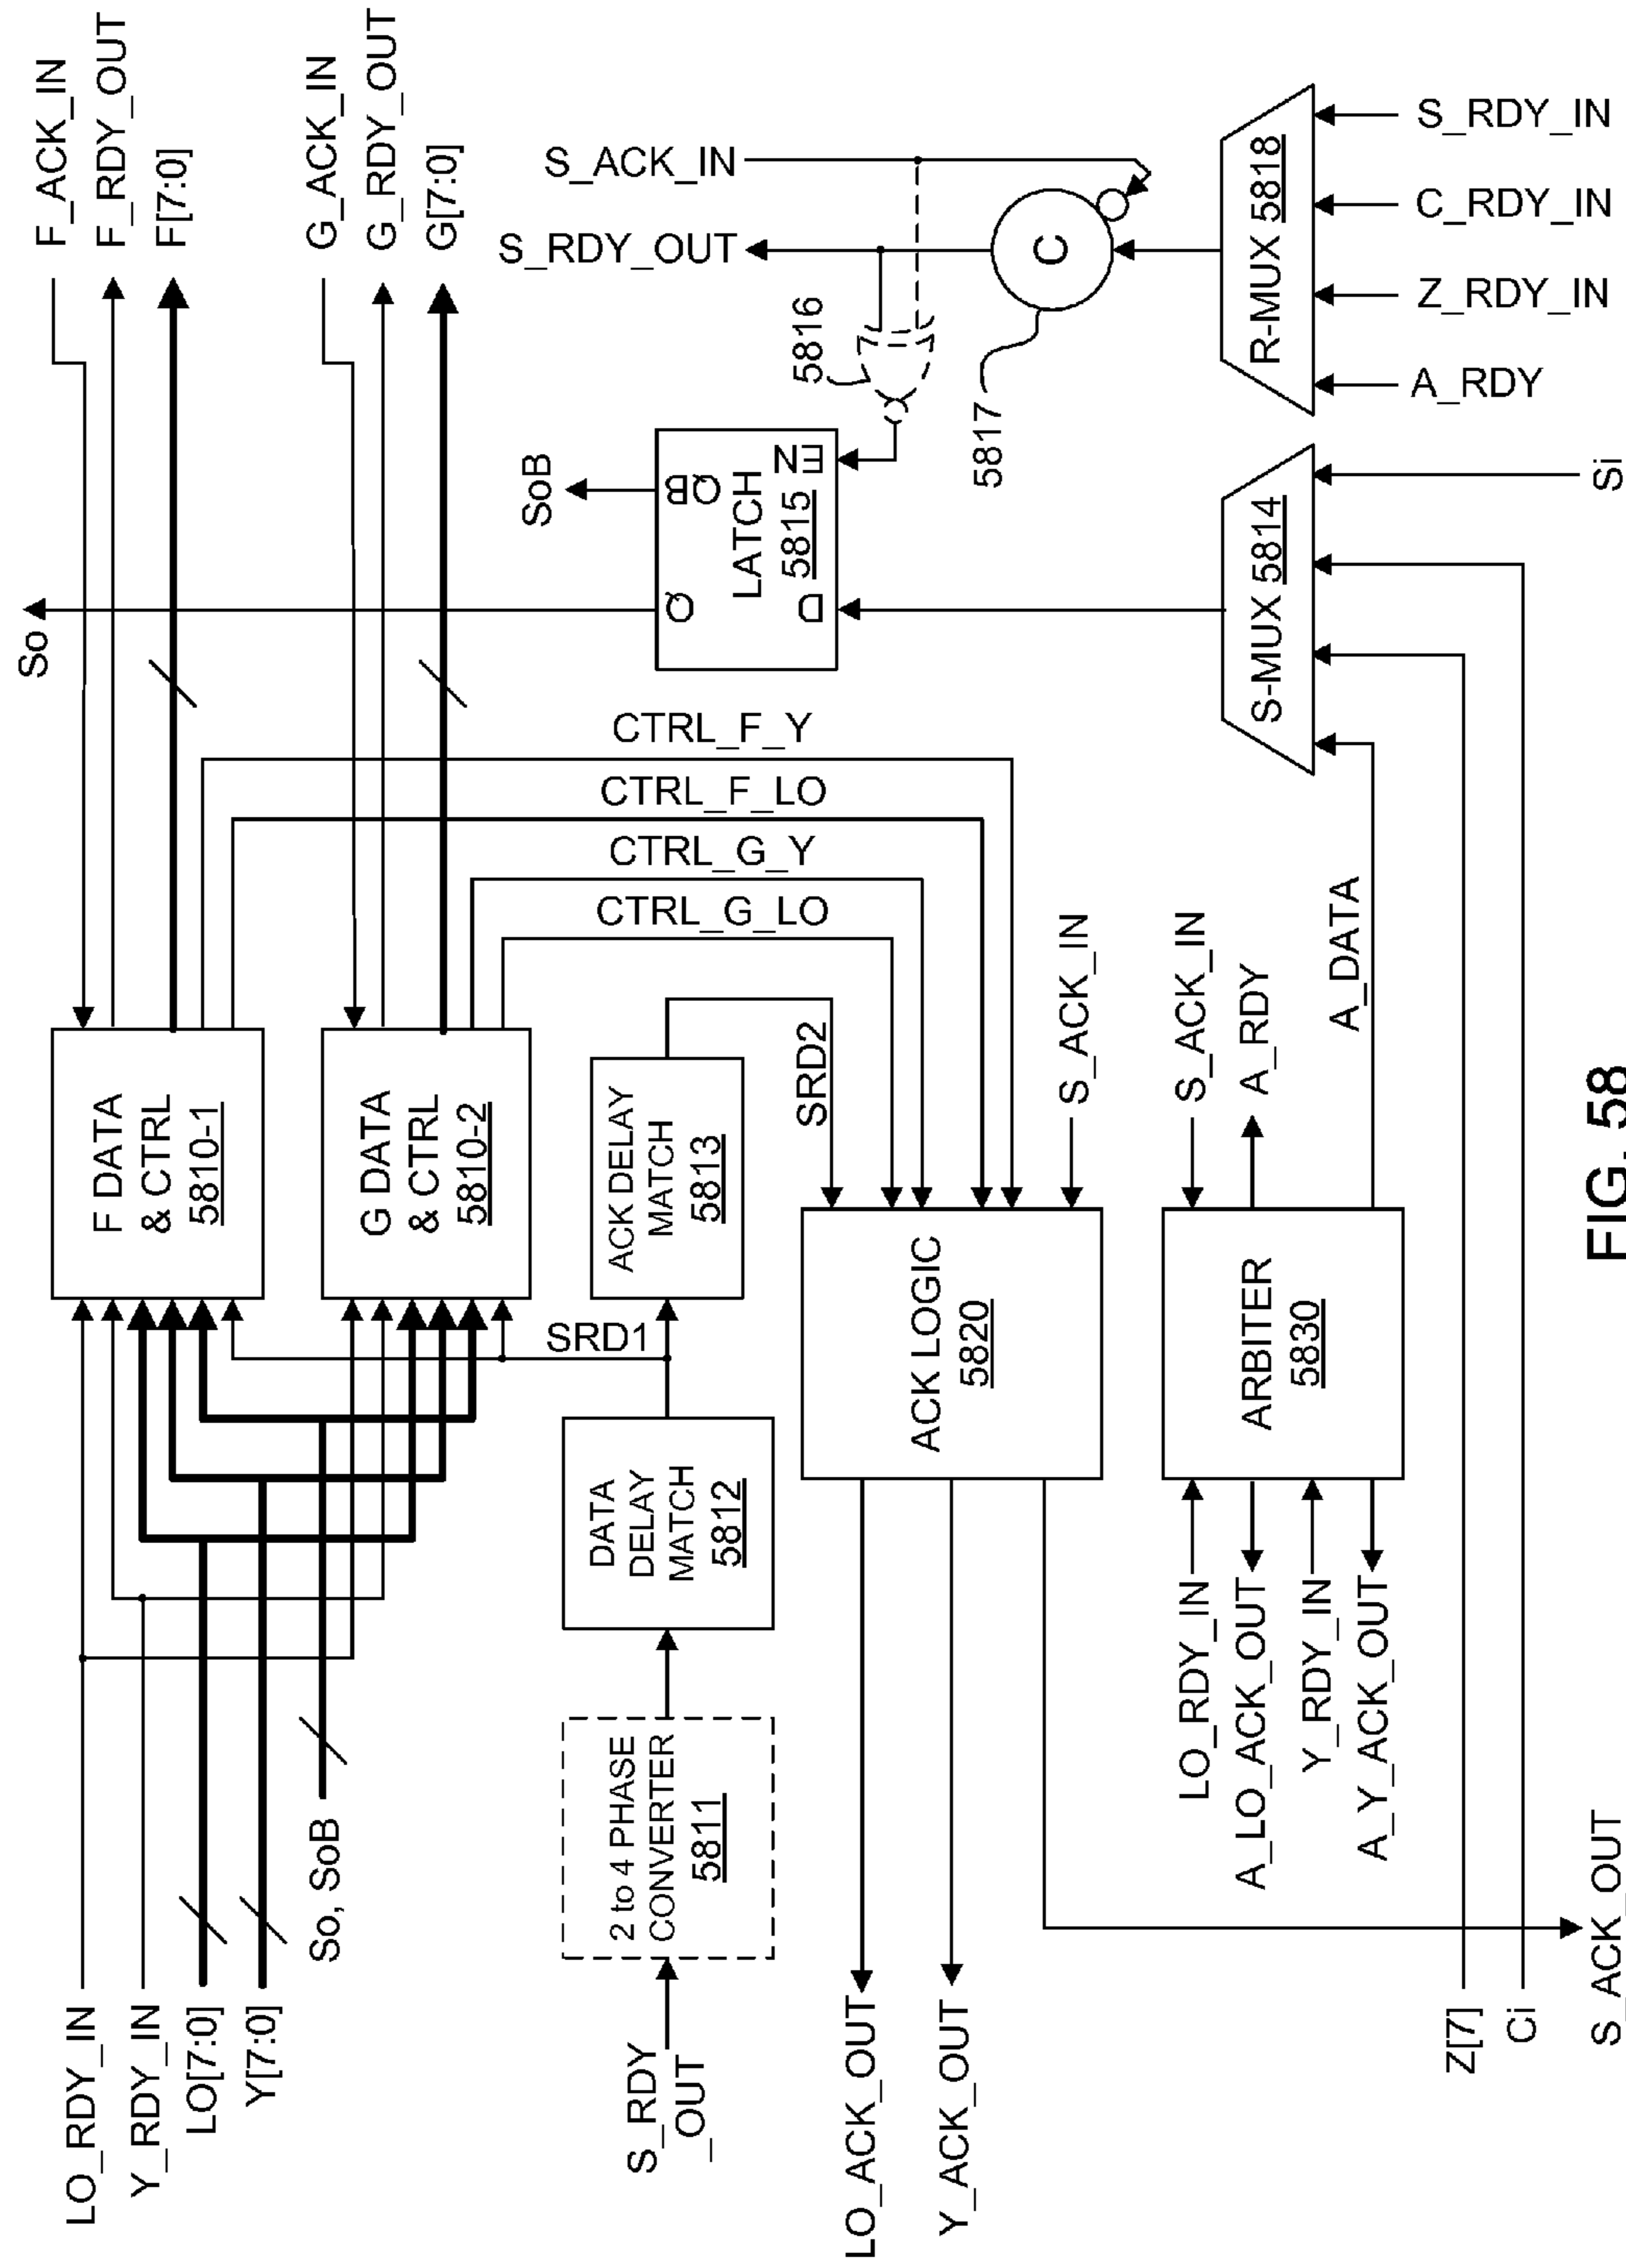 LO_RDY_IN
Y_RDY_IN
LO[7:0]
Y[7:0]
So, SoB
F DATA
& CTRL
5810-1
F_ACK_IN
F_RDY_OUT
F[7:0]
G DATA
& CTRL
5810-2
G_ACK_IN
G_RDY_OUT
G[7:0]
So
S_RDY
_OUT
2 to 4 PHASE
CONVERTER
5811
DATA
DELAY
MATCH
5812
SRD1
ACK DELAY
MATCH
5813
SRD2
CTRL_F_Y
CTRL_F_LO
CTRL_G_Y
CTRL_G_LO
LO_ACK_OUT
Y_ACK_OUT
ACK LOGIC
5820
S_ACK_IN
LO_RDY_IN
A_LO_ACK_OUT
Y_RDY_IN
A_Y_ACK_OUT
ARBITER
5830
S_ACK_IN
A_RDY
A_DATA
Z[7]
Ci
S_ACK_OUT
Si
S-MUX 5814
Q
QB
LATCH
5815
D
EN
SoB
5816
S_ACK_IN
S_RDY_OUT
C
5817
R-MUX 5818
A_RDY
Z_RDY_IN
C_RDY_IN
S_RDY_IN
FIG. 58